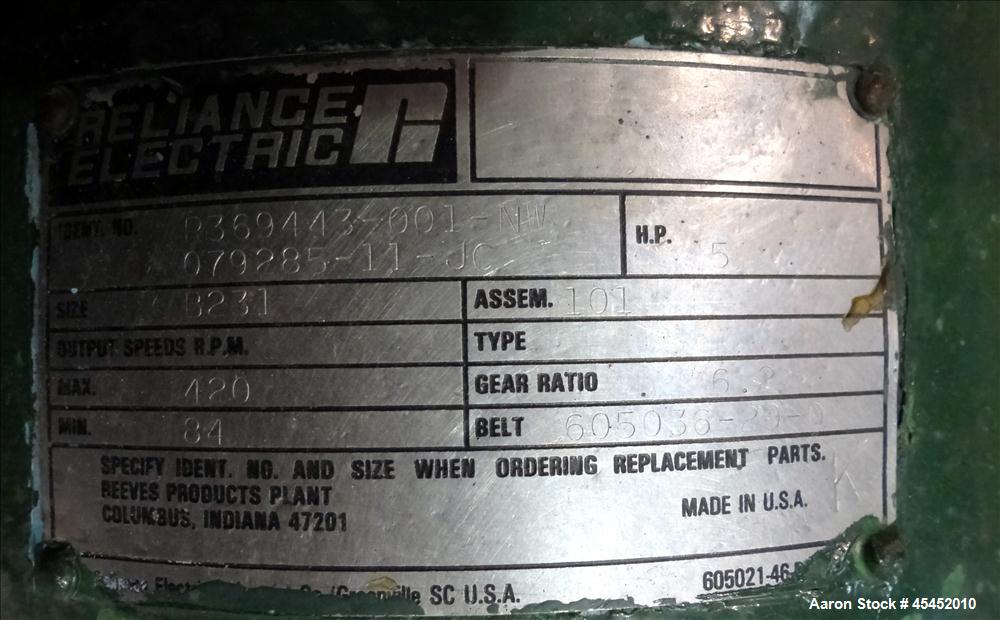 RELIANCE
ELECTRIC
IDENT. NO. P369443-001-NW
079285-11-JC
H.P. 5
SIZE B231
ASSEM. 101
OUTPUT SPEEDS R.P.M.
TYPE
MAX. 420
GEAR RATIO 6.2
MIN. 84
BELT
SPECIFY IDENT. NO. AND SIZE WHEN ORDERING REPLACEMENT PARTS.
REEVES PRODUCTS PLANT
COLUMBUS, INDIANA 47201
MADE IN U.S.A.
K
SC U.S.A.
Aaron Stock # 45452010